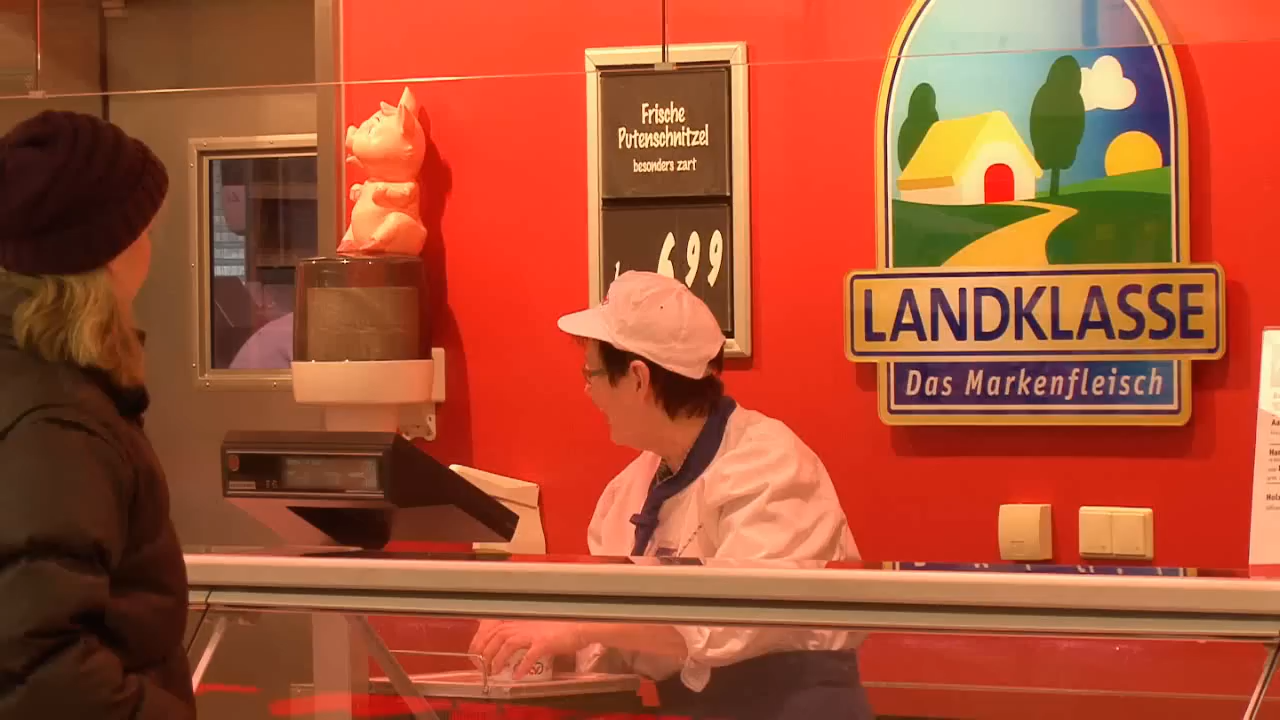 Frische
Putenschnitzel
besonders zart
6.99
LANDKLASSE
Das Markenfleisch